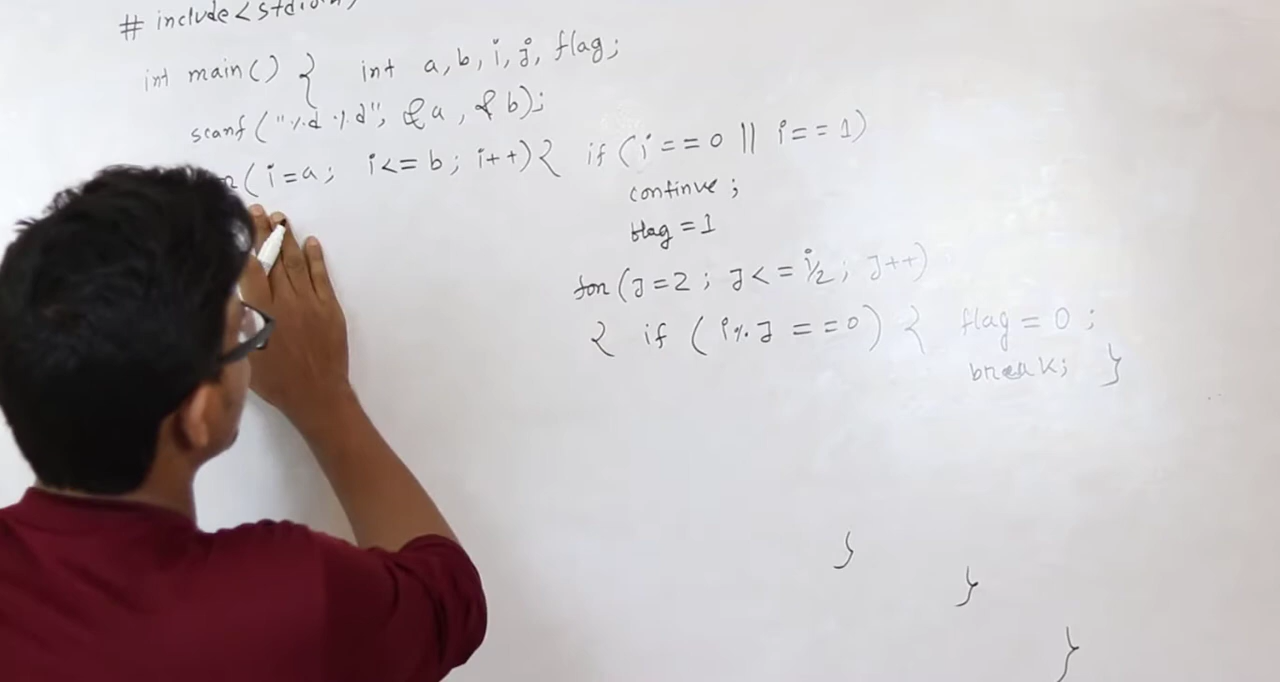 # include<stdio.h>
int main() { int a, b, i, j, flag;
scanf ("%d %d", &a, & b);
(i=a; i<= b; i++){ if (i==0 || i==1)
continue;
flag=1
for (J=2; J<= i/2; J++)
{ if (i%J ==0) { flag=0;
break; }
}
}
}